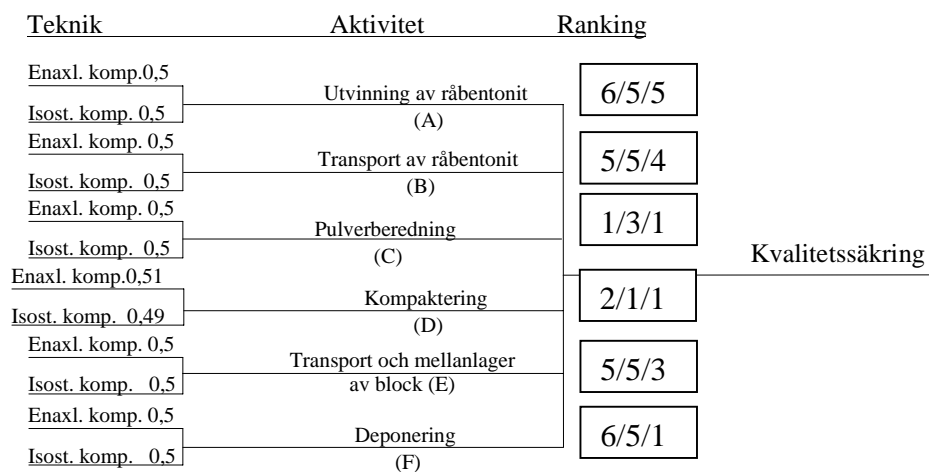 Teknik Aktivitet Ranking
Enaxl. komp.0,5
Isost. komp. 0,5
Utvinning av råbentonit
(A)
6/5/5
Enaxl. komp. 0,5
Isost. komp. 0,5
Transport av råbentonit
(B)
5/5/4
Enaxl. komp. 0,5
Isost. komp. 0,5
Pulverberedning
(C)
1/3/1
Kvalitetssäkring
Enaxl. komp.0,51
Isost. komp. 0,49
Kompaktering
(D)
2/1/1
Enaxl. komp. 0,5
Isost. komp. 0,5
Transport och mellanlager
av block (E)
5/5/3
Enaxl. komp. 0,5
Isost. komp. 0,5
Deponering
(F)
6/5/1